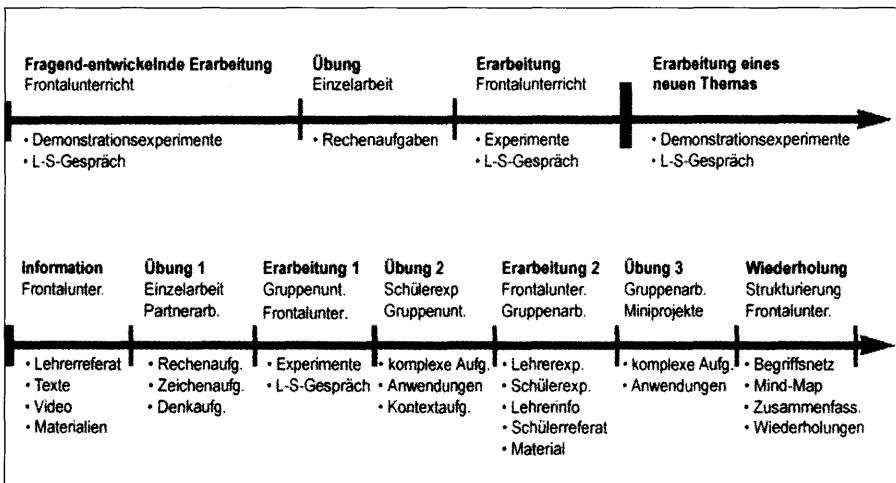 Fragend-entwickelnde Erarbeitung
Frontalunterricht
• Demonstrationsexperimente
• L-S-Gespräch
Übung
Einzelarbeit
• Rechenaufgaben
Erarbeitung
Frontalunterricht
• Experimente
• L-S-Gespräch
Erarbeitung eines
neuen Themas
• Demonstrationsexperimente
• L-S-Gespräch
Information
Frontalunter.
• Lehrerreferat
• Texte
• Video
• Materialien
Übung 1
Einzelarbeit
Partnerarb.
• Rechenaufg.
• Zeichenaufg.
• Denkaufg.
Erarbeitung 1
Gruppenunt.
Frontalunter.
• Experimente
• L-S-Gespräch
Übung 2
Schülerexp
Gruppenunt.
• komplexe Aufg.
• Anwendungen
• Kontextaufg.
Erarbeitung 2
Frontalunter.
Gruppenarb.
• Lehrerexp.
• Schülerexp.
• Lehrerinfo
• Schülerreferat
• Material
Übung 3
Gruppenarb.
Miniprojekte
• komplexe Aufg.
• Anwendungen
Wiederholung
Strukturierung
Frontalunter.
• Begriffsnetz
• Mind-Map
• Zusammenfass.
• Wiederholungen